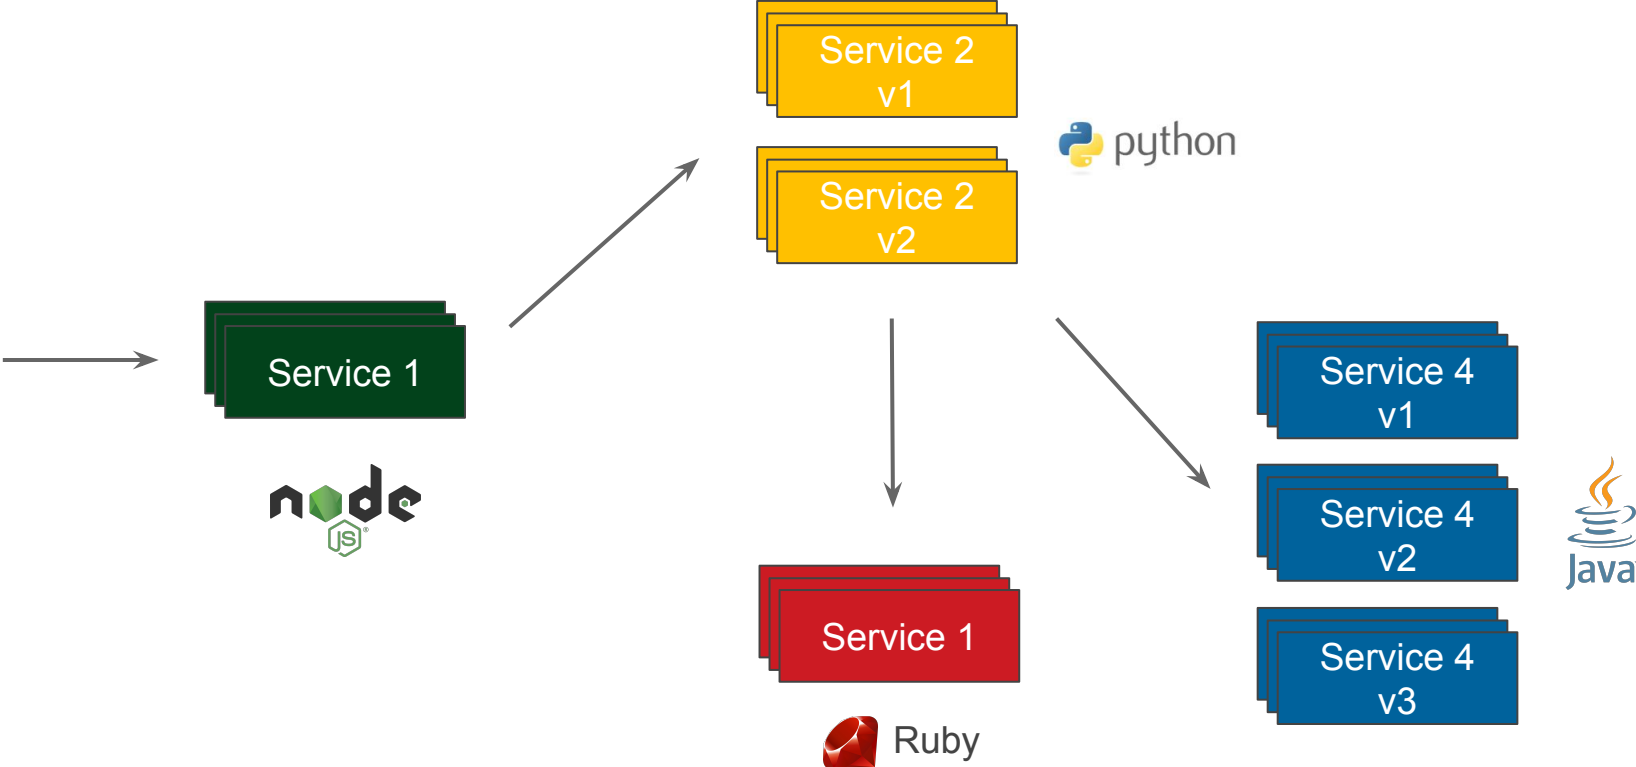 Service 2
v1
python
Service 2
v2
Service 1
node
JS®
Service 4
v1
Service 4
v2
Java
Service 4
v3
Service 1
Ruby